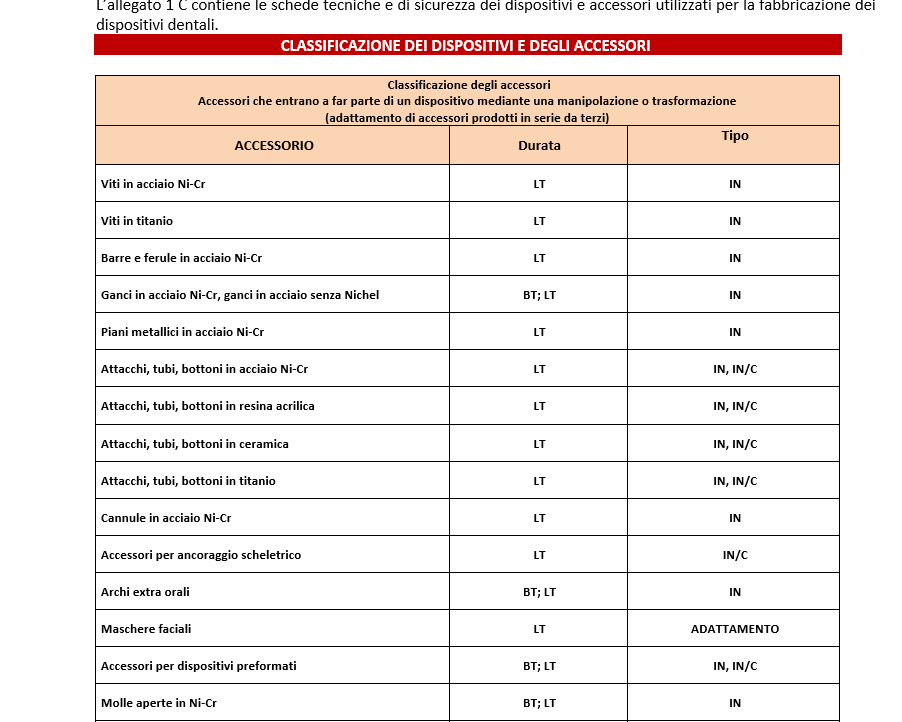 L'allegato 1 C contiene le schede tecniche e di sicurezza dei dispositivi e accessori utilizzati per la fabbricazione dei
dispositivi dentali.
CLASSIFICAZIONE DEI DISPOSITIVI E DEGLI ACCESSORI
Classificazione degli accessori
Accessori che entrano a far parte di un dispositivo mediante una manipolazione o trasformazione
(adattamento di accessori prodotti in serie da terzi)
ACCESSORIO Durata Tipo
Viti in acciaio Ni-Cr LT IN
Viti in titanio LT IN
Barre e ferule in acciaio Ni-Cr LT IN
Ganci in acciaio Ni-Cr, ganci in acciaio senza Nichel BT; LT IN
Piani metallici in acciaio Ni-Cr LT IN
Attacchi, tubi, bottoni in acciaio Ni-Cr LT IN, IN/C
Attacchi, tubi, bottoni in resina acrilica LT IN, IN/C
Attacchi, tubi, bottoni in ceramica LT IN, IN/C
Attacchi, tubi, bottoni in titanio LT IN, IN/C
Cannule in acciaio Ni-Cr LT IN
Accessori per ancoraggio scheletrico LT IN/C
Archi extra orali BT; LT IN
Maschere faciali LT ADATTAMENTO
Accessori per dispositivi preformati BT; LT IN, IN/C
Molle aperte in Ni-Cr BT; LT IN